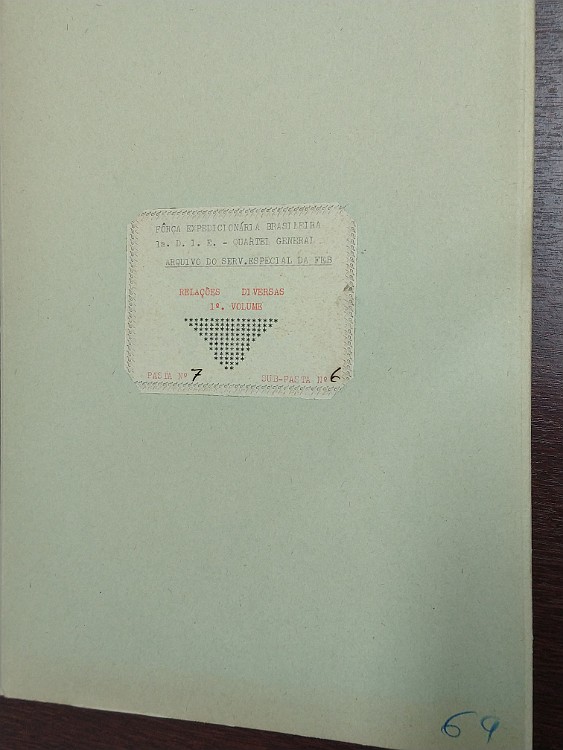 FÔRÇA EXPEDICIONÁRIA BRASILEIRA
1a. D. I. E. - QUARTEL GENERAL
ARQUIVO DO SERV.ESPECIAL DA FEB
RELAÇÕES DIVERSAS
1º. VOLUME
PASTA Nº 7 SUB-PASTA Nº 6
69